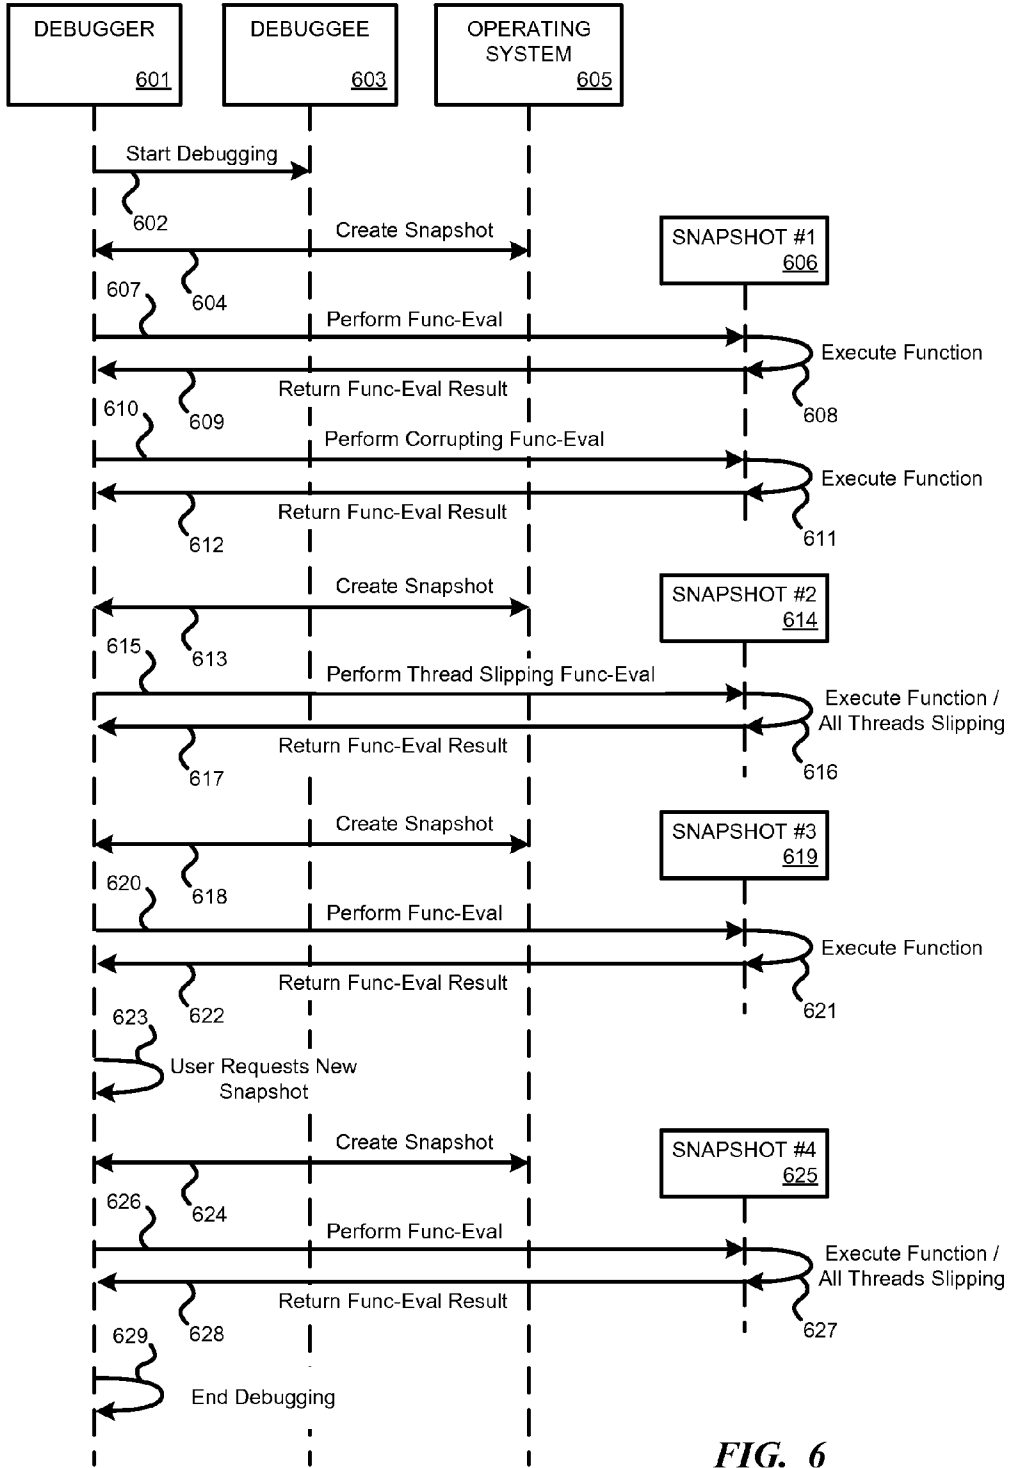 DEBUGGER
601
DEBUGGEE
603
OPERATING
SYSTEM
605
Start Debugging
602
Create Snapshot
604
SNAPSHOT #1
606
607
Perform Func-Eval
Execute Function
608
Return Func-Eval Result
609
610
Perform Corrupting Func-Eval
Execute Function
611
Return Func-Eval Result
612
Create Snapshot
613
SNAPSHOT #2
614
615
Perform Thread Slipping Func-Eval
Execute Function /
All Threads Slipping
616
Return Func-Eval Result
617
Create Snapshot
618
SNAPSHOT #3
619
620
Perform Func-Eval
Execute Function
621
Return Func-Eval Result
622
623
User Requests New
Snapshot
Create Snapshot
624
SNAPSHOT #4
625
626
Perform Func-Eval
Execute Function /
All Threads Slipping
627
Return Func-Eval Result
628
629
End Debugging
FIG. 6